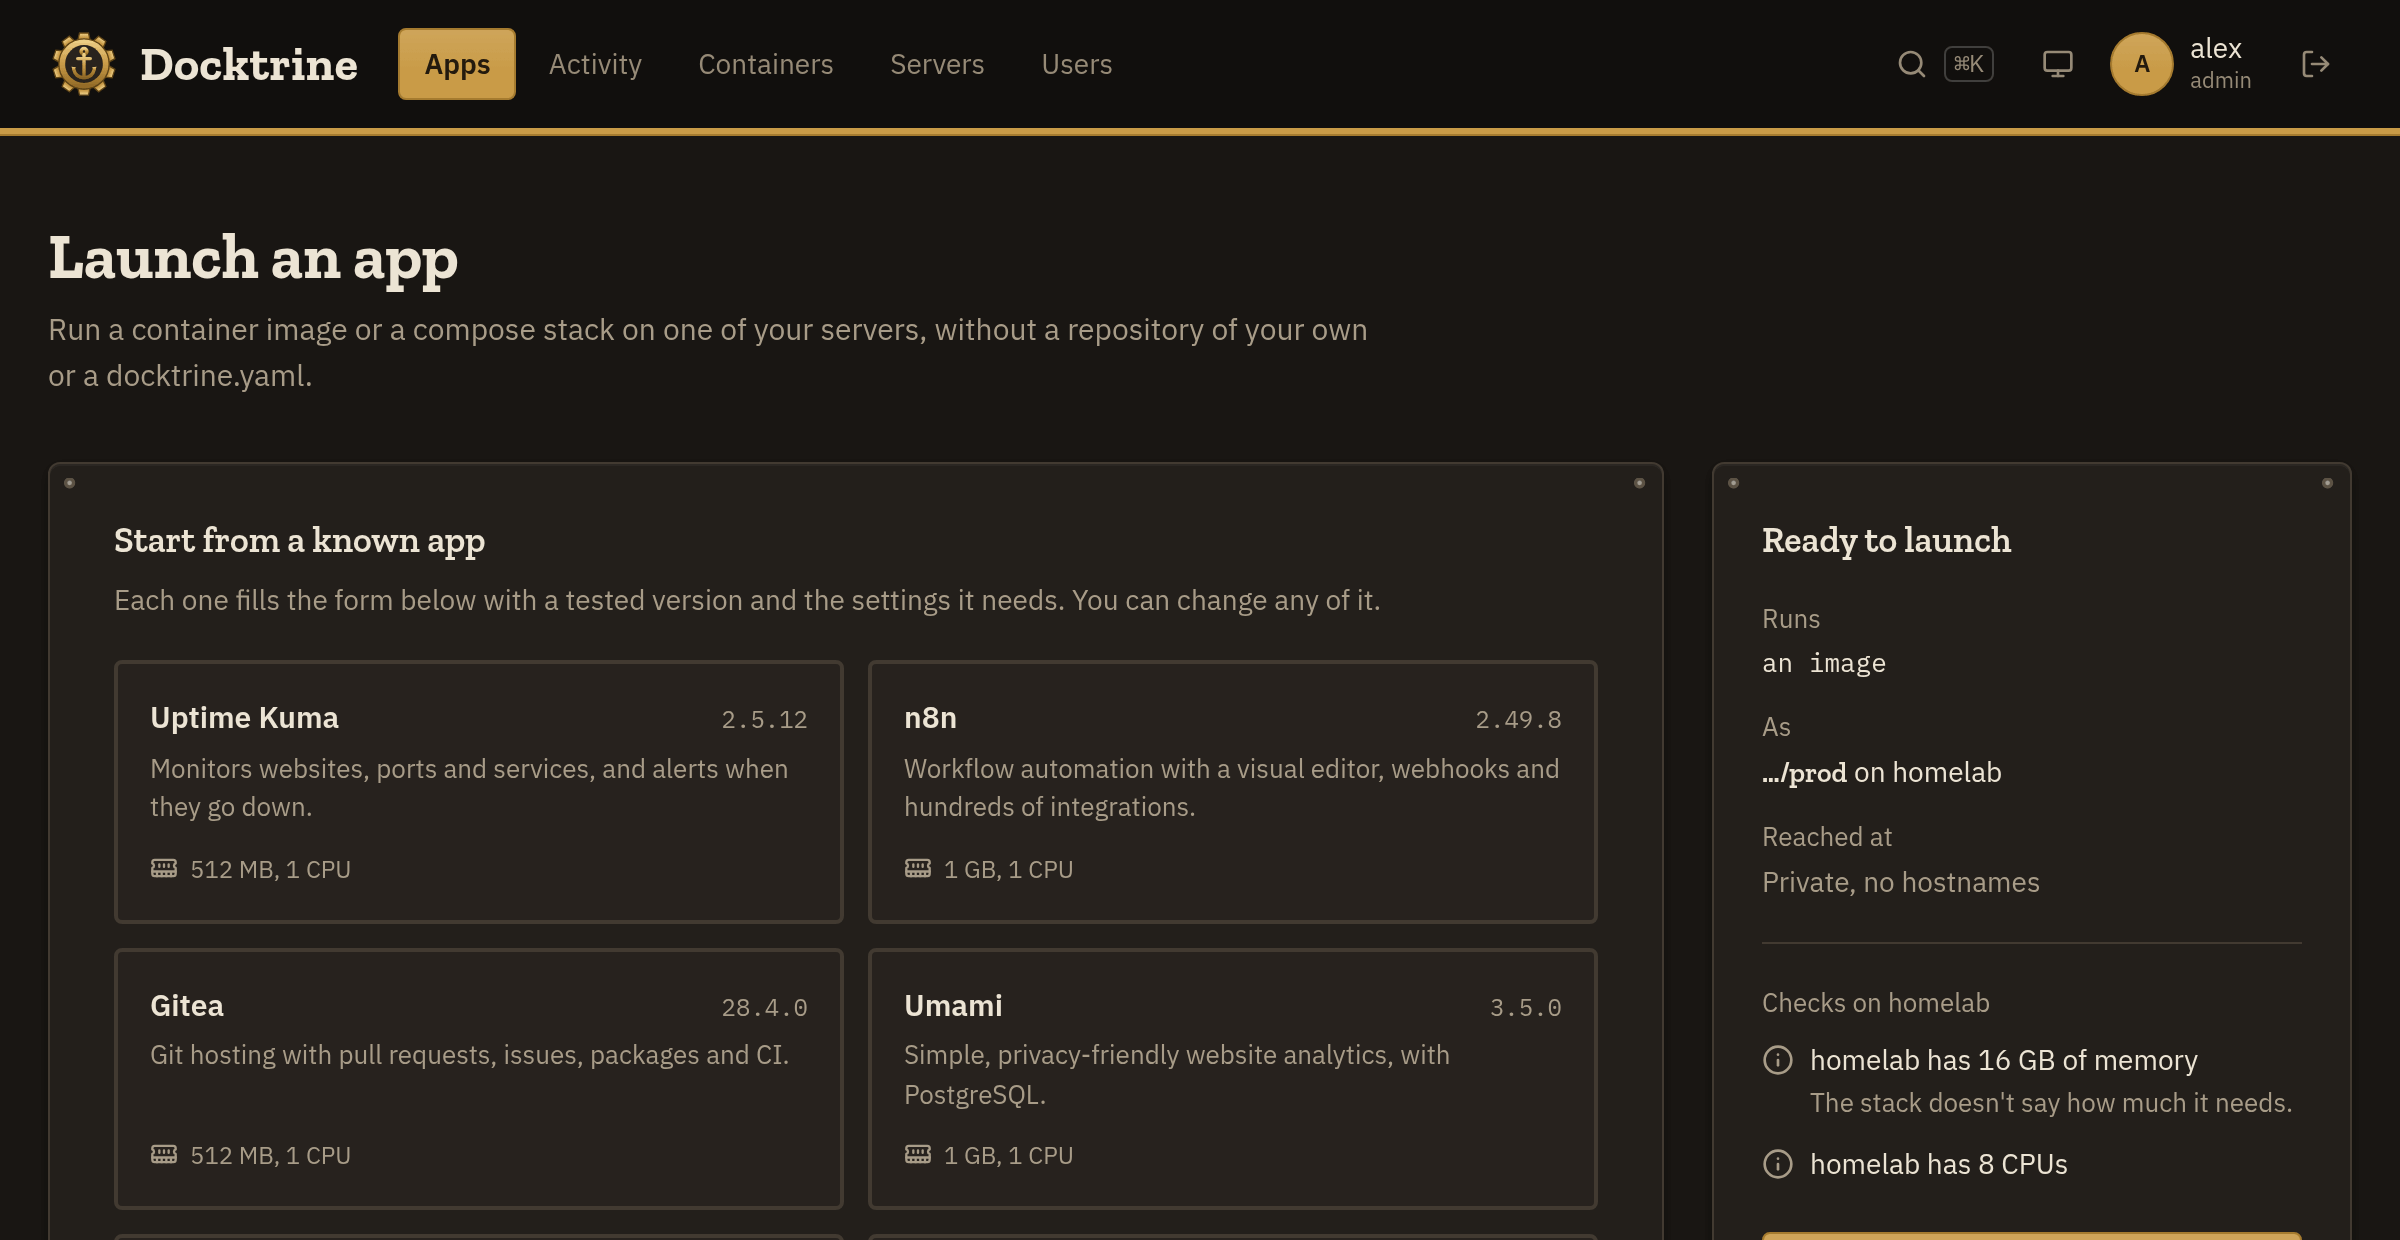 Docktrine
Apps
Activity
Containers
Servers
Users
⌘K
A
alex
admin
Launch an app
Run a container image or a compose stack on one of your servers, without a repository of your own
or a docktrine.yaml.
Start from a known app
Each one fills the form below with a tested version and the settings it needs. You can change any of it.
Uptime Kuma
2.5.12
Monitors websites, ports and services, and alerts when
they go down.
512 MB, 1 CPU
n8n
2.49.8
Workflow automation with a visual editor, webhooks and
hundreds of integrations.
1 GB, 1 CPU
Gitea
28.4.0
Git hosting with pull requests, issues, packages and CI.
512 MB, 1 CPU
Umami
3.5.0
Simple, privacy-friendly website analytics, with
PostgreSQL.
1 GB, 1 CPU
Ready to launch
Runs
an image
As
…/prod on homelab
Reached at
Private, no hostnames
Checks on homelab
homelab has 16 GB of memory
The stack doesn't say how much it needs.
homelab has 8 CPUs